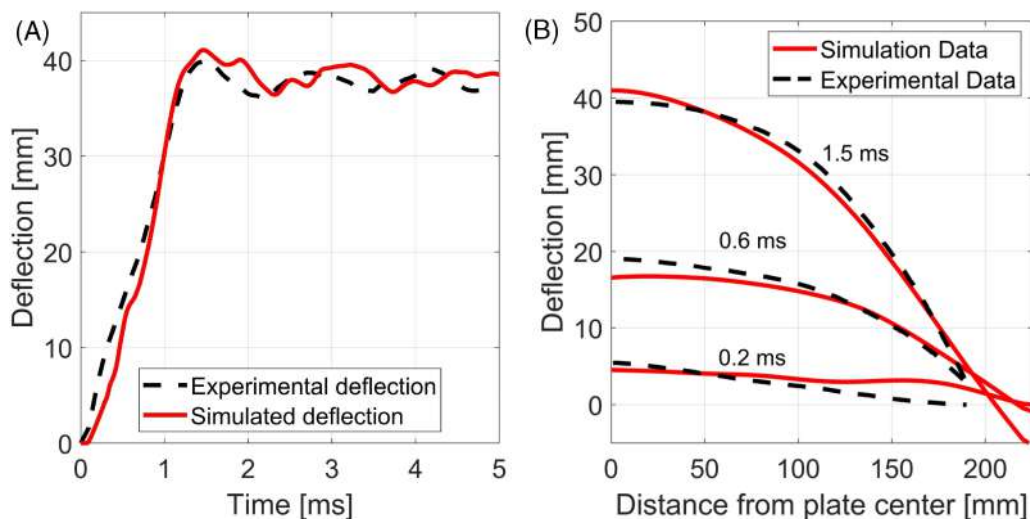 (A)
Deflection [mm]
40
30
20
10
0
Experimental deflection
Simulated deflection
0 1 2 3 4 5
Time [ms]
(B)
Deflection [mm]
50
40
30
20
10
0
Simulation Data
Experimental Data
1.5 ms
0.6 ms
0.2 ms
0 50 100 150 200
Distance from plate center [mm]